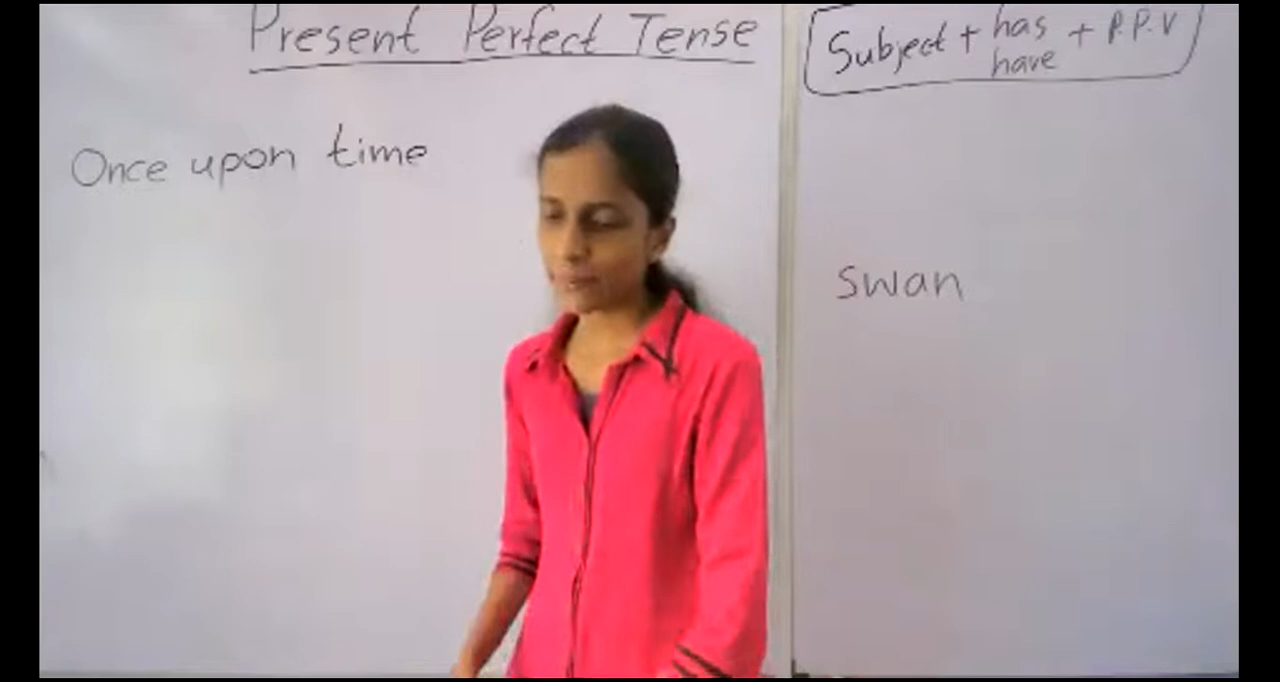 Present Perfect Tense
Subject + has + P.P.V
have
Once upon time
swan